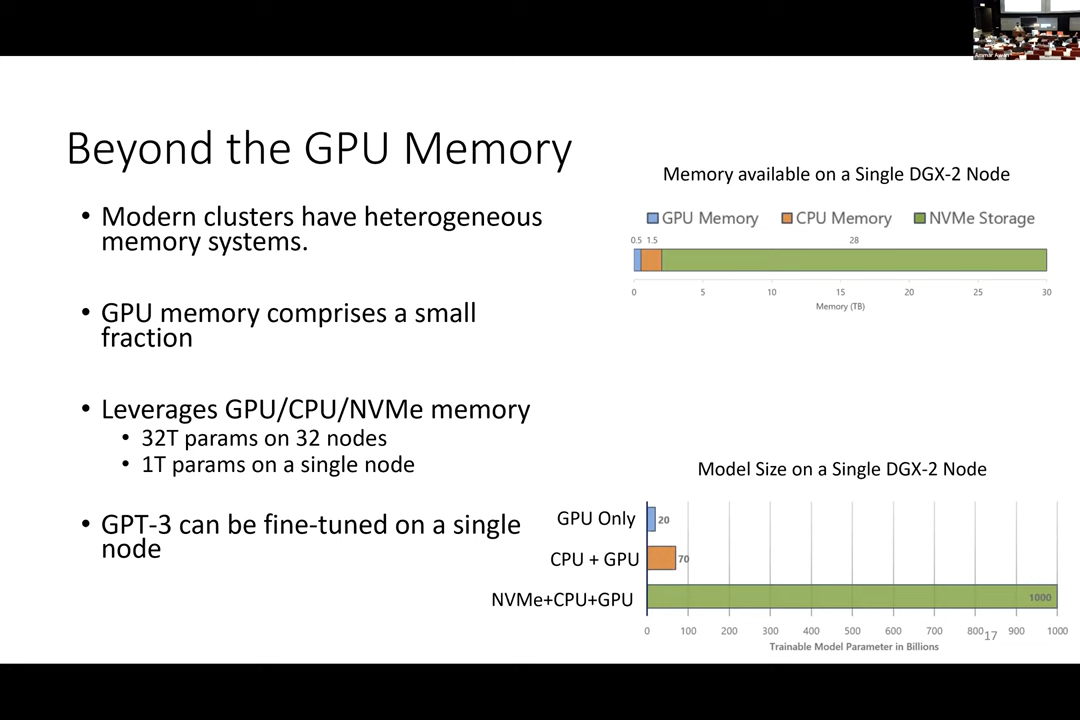 Ammar Awan
Beyond the GPU Memory
• Modern clusters have heterogeneous
memory systems.
• GPU memory comprises a small
fraction
• Leverages GPU/CPU/NVMe memory
• 32T params on 32 nodes
• 1T params on a single node
• GPT-3 can be fine-tuned on a single
node
Memory available on a Single DGX-2 Node
GPU Memory CPU Memory NVMe Storage
0.5 1.5 28
0 5 10 15 20 25 30
Memory (TB)
Model Size on a Single DGX-2 Node
GPU Only 20
CPU + GPU 70
NVMe+CPU+GPU 1000
0 100 200 300 400 500 600 700 800 900 1000
Trainable Model Parameter in Billions
17